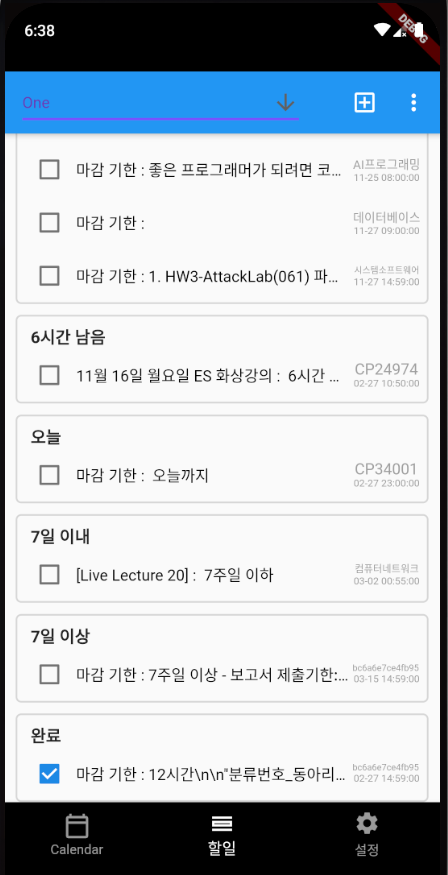 6:38
DEBUG
One
마감 기한 : 좋은 프로그래머가 되려면 코...
AI프로그래밍
11-25 08:00:00
마감 기한 :
데이터베이스
11-27 09:00:00
마감 기한 : 1. HW3-AttackLab(061) 파...
시스템소프트웨어
11-27 14:59:00
6시간 남음
11월 16일 월요일 ES 화상강의 : 6시간 ...
CP24974
02-27 10:50:00
오늘
마감 기한 : 오늘까지
CP34001
02-27 23:00:00
7일 이내
[Live Lecture 20] : 7주일 이하
컴퓨터네트워크
03-02 00:55:00
7일 이상
마감 기한 : 7주일 이상 - 보고서 제출기한:...
bc6a6e7ce4fb95
03-15 14:59:00
완료
마감 기한 : 12시간\n\n"분류번호_동아리...
bc6a6e7ce4fb95
02-27 14:59:00
Calendar
할일
설정